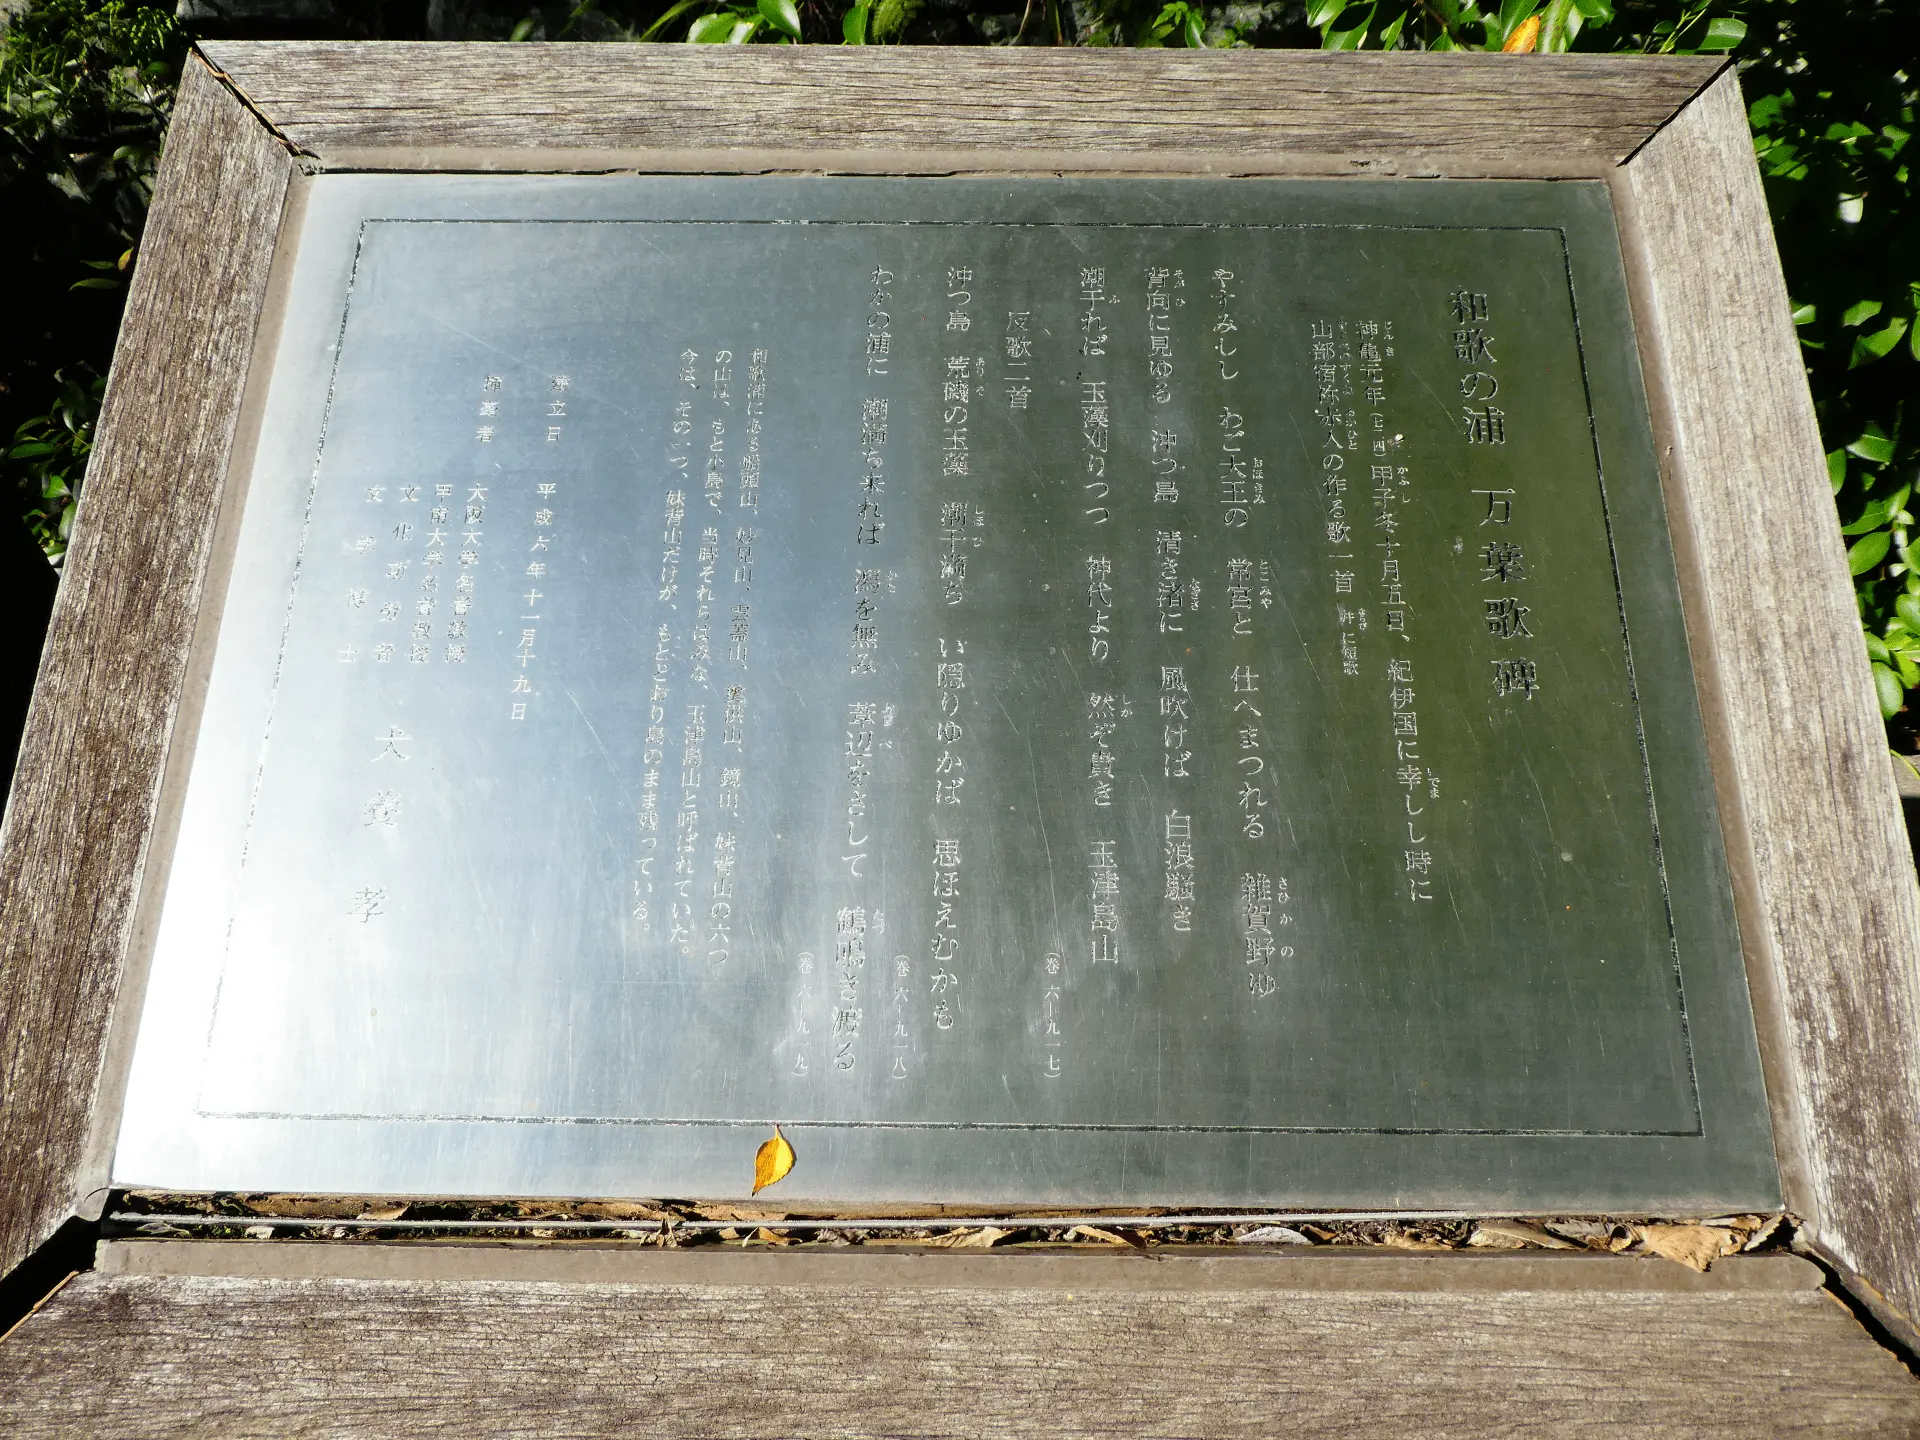 和歌の浦 万葉歌碑
神亀元年(七二四)甲子冬十月五日、紀伊国に幸しし時に
山部宿祢赤人の作る歌一首 并に短歌
やすみしし わご大王の 常宮と 仕へまつれる 雑賀野ゆ
背向に見ゆる 沖つ島 清き渚に 風吹けば 白浪騒き
潮干れば 玉藻刈りつつ 神代より 然ぞ貴き 玉津島山
(巻六―九一七)
反歌二首
沖つ島 荒磯の玉藻 潮干満ち い隠りゆかば 思ほえむかも
(巻六―九一八)
わかの浦に 潮満ち来れば 潟を無み 葦辺をさして 鶴鳴き渡る
(巻六―九一九)
和歌浦にある 山、妙見山、雲蓋山、奠供山、鏡山、妹背山の六つ
の山は、もと小島で、当時それらはみな、玉津島山と呼ばれていた。
今は、その一つ、妹背山だけが、もとどおり島のまま残っている。
建立日 平成六年十一月十九日
揮毫者 大阪大学名誉教授
甲南大学名誉教授
文化功労者
文学博士 犬養孝